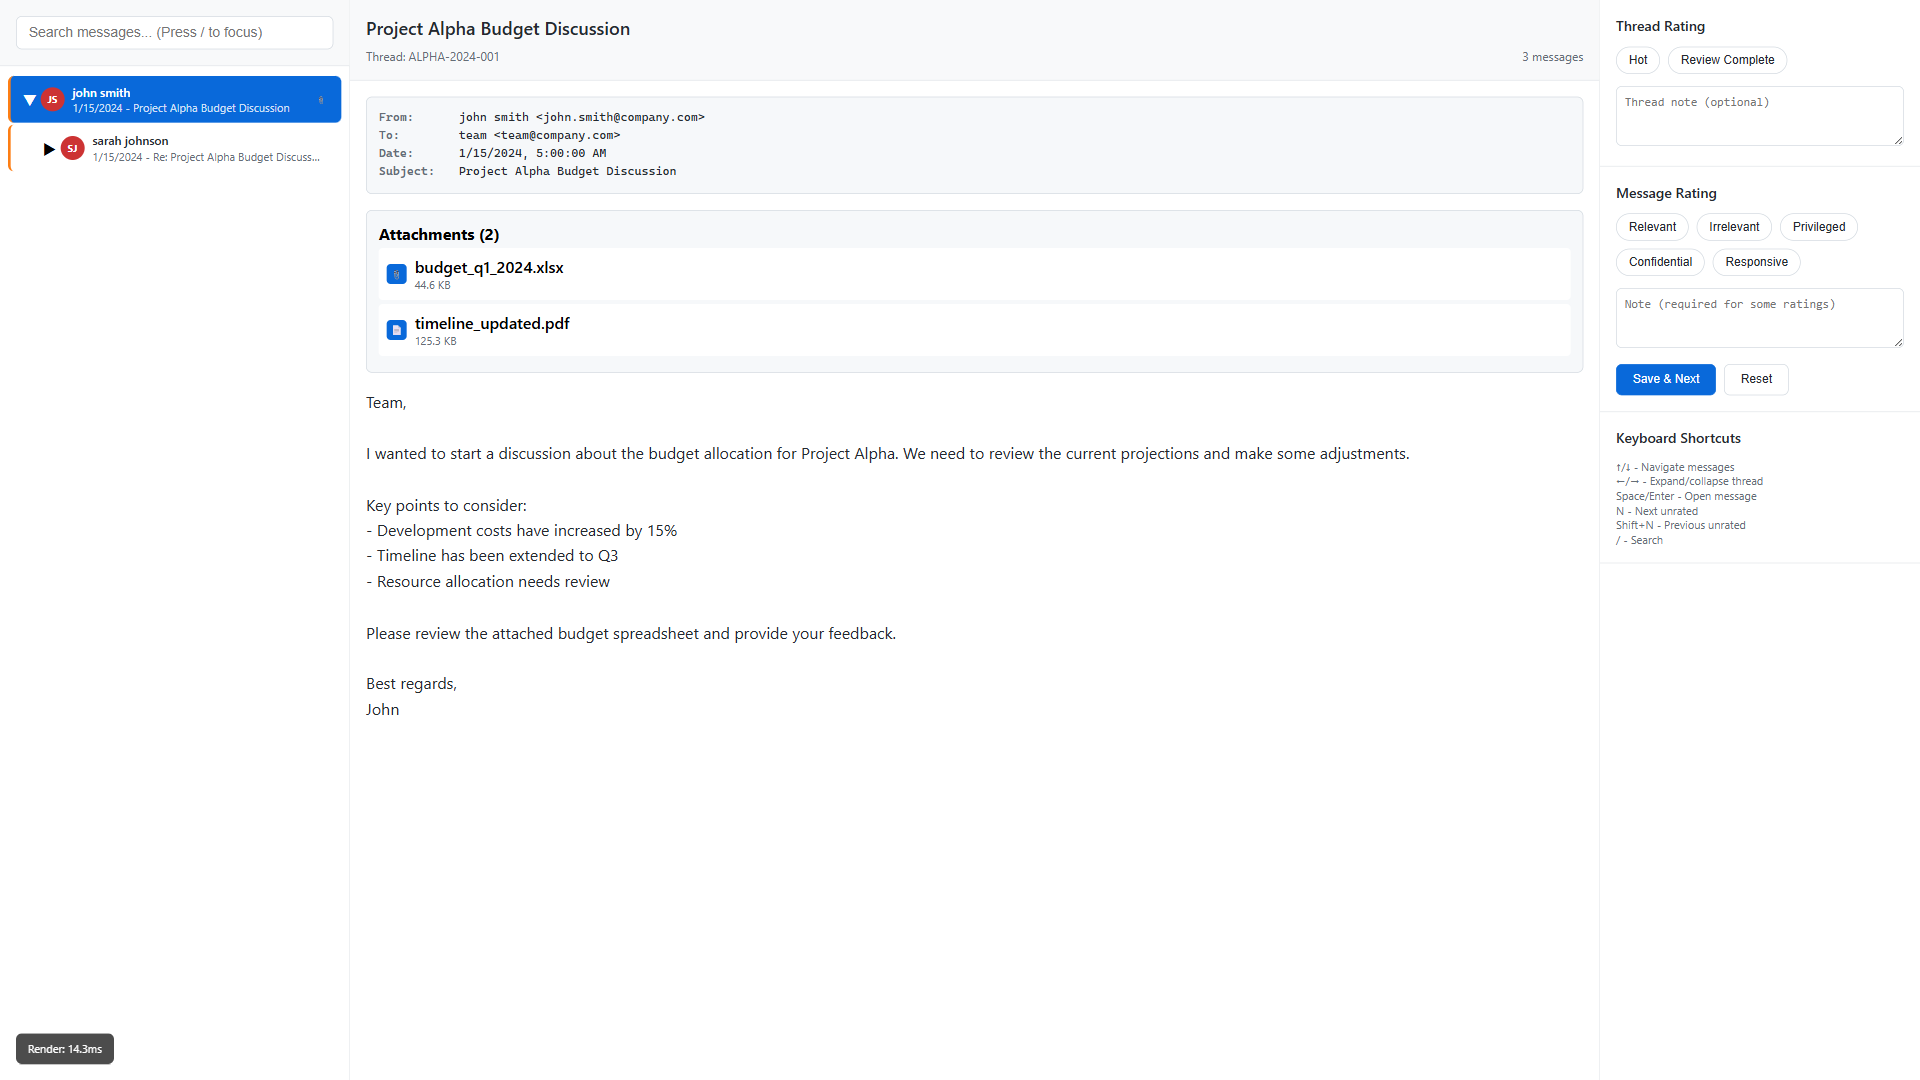 Search messages... (Press / to focus)
JS
john smith
1/15/2024 - Project Alpha Budget Discussion
SJ
sarah johnson
1/15/2024 - Re: Project Alpha Budget Discuss...
Render: 14.3ms
Project Alpha Budget Discussion
Thread: ALPHA-2024-001
3 messages
From: john smith <john.smith@company.com>
To: team <team@company.com>
Date: 1/15/2024, 5:00:00 AM
Subject: Project Alpha Budget Discussion
Attachments (2)
budget_q1_2024.xlsx
44.6 KB
timeline_updated.pdf
125.3 KB
Team,
I wanted to start a discussion about the budget allocation for Project Alpha. We need to review the current projections and make some adjustments.
Key points to consider:
- Development costs have increased by 15%
- Timeline has been extended to Q3
- Resource allocation needs review
Please review the attached budget spreadsheet and provide your feedback.
Best regards,
John
Thread Rating
Hot
Review Complete
Thread note (optional)
Message Rating
Relevant
Irrelevant
Privileged
Confidential
Responsive
Note (required for some ratings)
Save & Next
Reset
Keyboard Shortcuts
↑/↓ - Navigate messages
←/→ - Expand/collapse thread
Space/Enter - Open message
N - Next unrated
Shift+N - Previous unrated
/ - Search